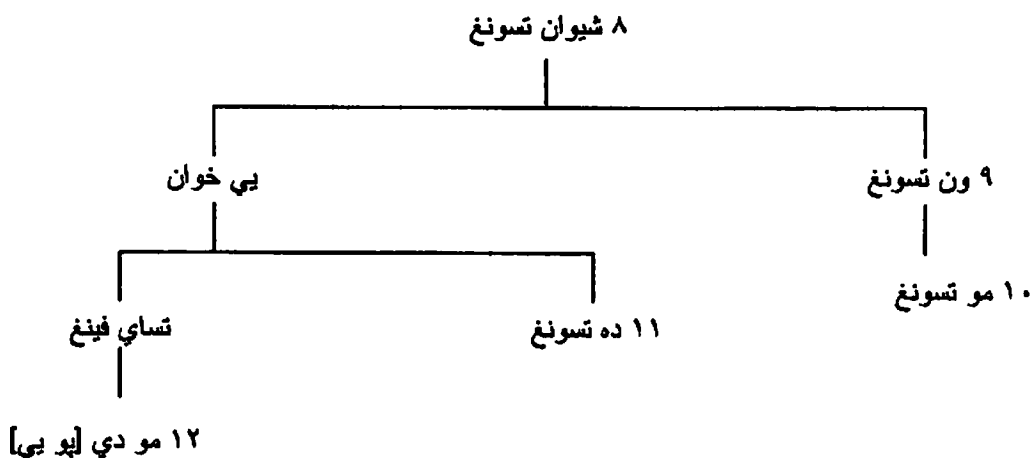 ٨ شيوان تسونغ
٩ ون تسونغ
يي خوان
١٠ مو تسونغ
١١ ده تسونغ
تساي فينغ
١٢ مو دي [پو يي]